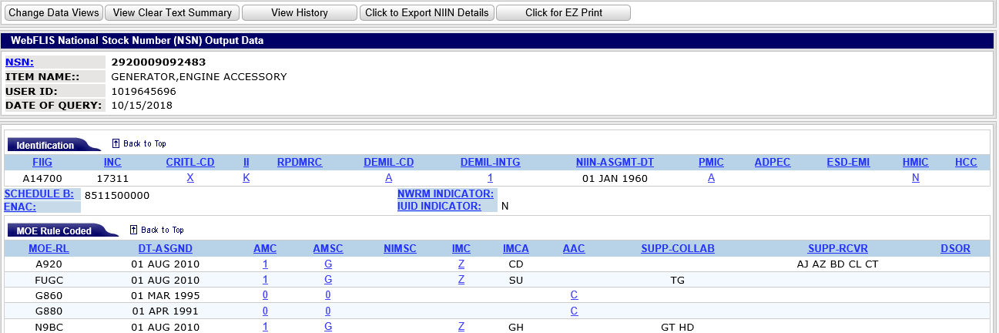 Change Data Views View Clear Text Summary View History Click to Export NIIN Details Click for EZ Print
WebFLIS National Stock Number (NSN) Output Data
NSN: 2920009092483
ITEM NAME:: GENERATOR,ENGINE ACCESSORY
USER ID: 1019645696
DATE OF QUERY: 10/15/2018
Identification Back to Top
FIIG INC CRITL-CD II RPDMRC DEMIL-CD DEMIL-INTG NIIN-ASGMT-DT PMIC ADPEC ESD-EMI HMIC HCC
A14700 17311 X K A 1 01 JAN 1960 A N
SCHEDULE B: 8511500000 NWRM INDICATOR:
ENAC: IUID INDICATOR: N
MOE Rule Coded Back to Top
MOE-RL DT-ASGND AMC AMSC NIMSC IMC IMCA AAC SUPP-COLLAB SUPP-RCVR DSOR
A920 01 AUG 2010 1 G Z CD AJ AZ BD CL CT
FUGC 01 AUG 2010 1 G Z SU TG
G860 01 MAR 1995 0 0 C
G880 01 APR 1991 0 0 C
N9BC 01 AUG 2010 1 G Z GH GT HD